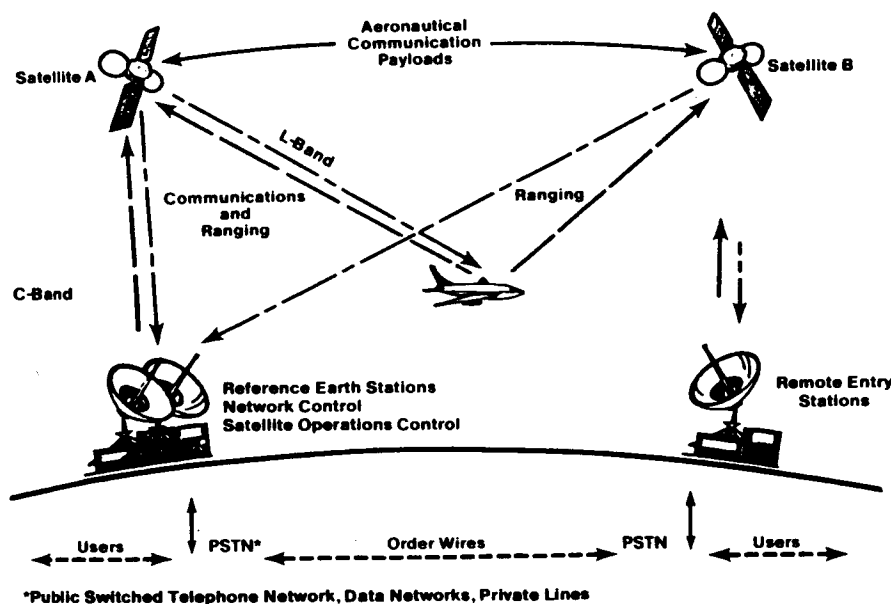 Aeronautical
Communication
Payloads
Satellite A
Satellite B
L-Band
Communications
and
Ranging
Ranging
C-Band
Reference Earth Stations
Network Control
Satellite Operations Control
Remote Entry
Stations
Users
PSTN*
Order Wires
PSTN
Users
*Public Switched Telephone Network, Data Networks, Private Lines